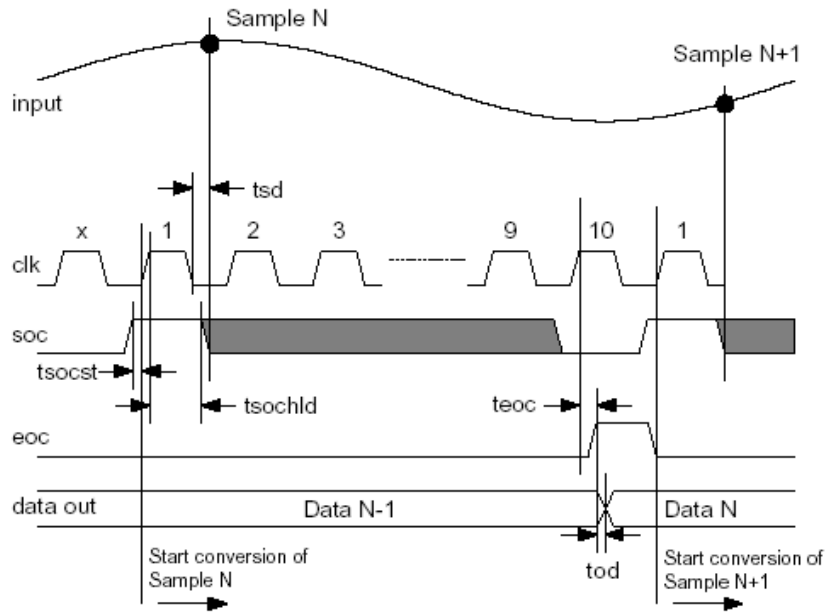 Sample N
Sample N+1
input
tsd
x 1 2 3 9 10 1
clk
soc
tsocst
tsochld
teoc
eoc
data out
Data N-1
Data N
tod
Start conversion of
Sample N
Start conversion of
Sample N+1